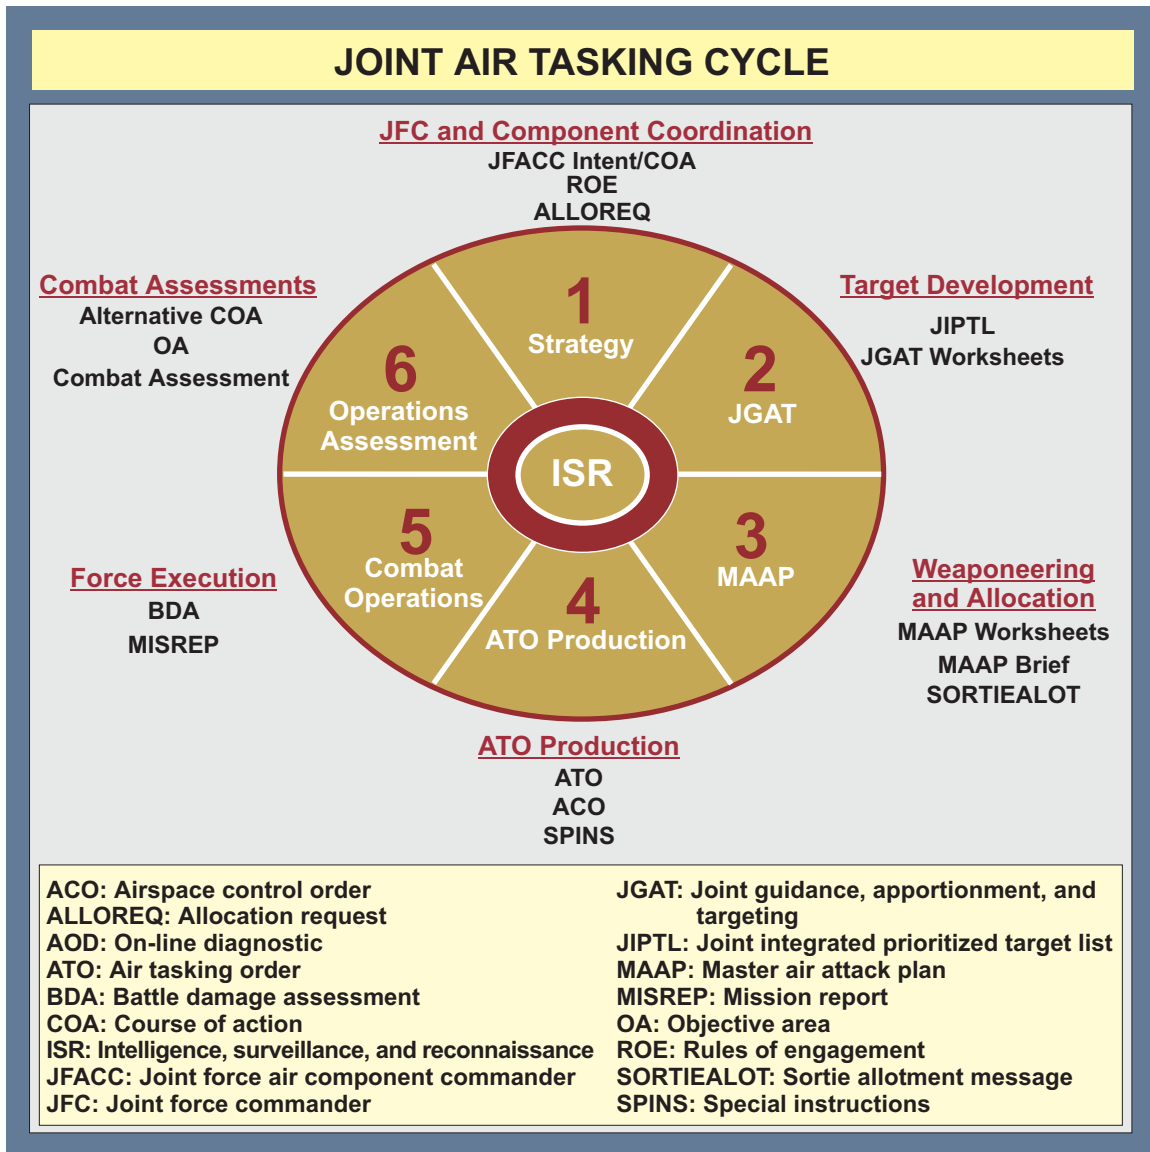 JOINT AIR TASKING CYCLE
JFC and Component Coordination
JFACC Intent/COA
ROE
ALLOREQ
Combat Assessments
Alternative COA
OA
Combat Assessment
Target Development
JIPTL
JGAT Worksheets
1
Strategy
2
JGAT
6
Operations
Assessment
ISR
5
Combat
Operations
3
MAAP
4
ATO Production
Force Execution
BDA
MISREP
Weaponeering
and Allocation
MAAP Worksheets
MAAP Brief
SORTIEALOT
ATO Production
ATO
ACO
SPINS
ACO: Airspace control order
ALLOREQ: Allocation request
AOD: On-line diagnostic
ATO: Air tasking order
BDA: Battle damage assessment
COA: Course of action
ISR: Intelligence, surveillance, and reconnaissance
JFACC: Joint force air component commander
JFC: Joint force commander
JGAT: Joint guidance, apportionment, and
targeting
JIPTL: Joint integrated prioritized target list
MAAP: Master air attack plan
MISREP: Mission report
OA: Objective area
ROE: Rules of engagement
SORTIEALOT: Sortie allotment message
SPINS: Special instructions